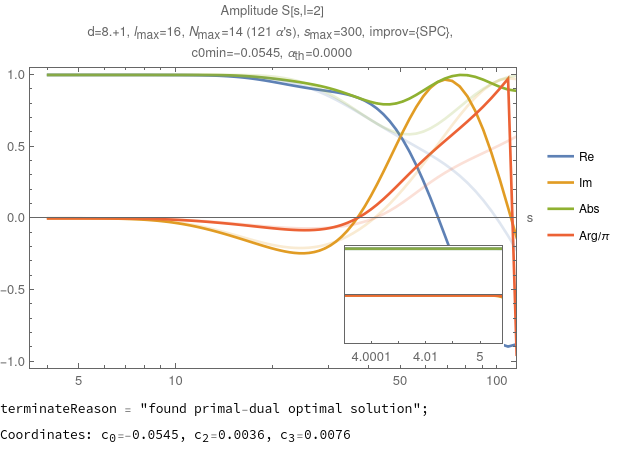 Amplitude S[s,l=2]
d=8.+1, lmax=16, Nmax=14 (121 α's), smax=300, improv={SPC},
c0min=-0.0545, αth=0.0000
1.0
0.5
0.0
-0.5
-1.0
s
Re
Im
Abs
Arg/π
4.0001 4.01 5
5 10 50 100
terminateReason = "found primal-dual optimal solution";
Coordinates: c0=-0.0545, c2=0.0036, c3=0.0076